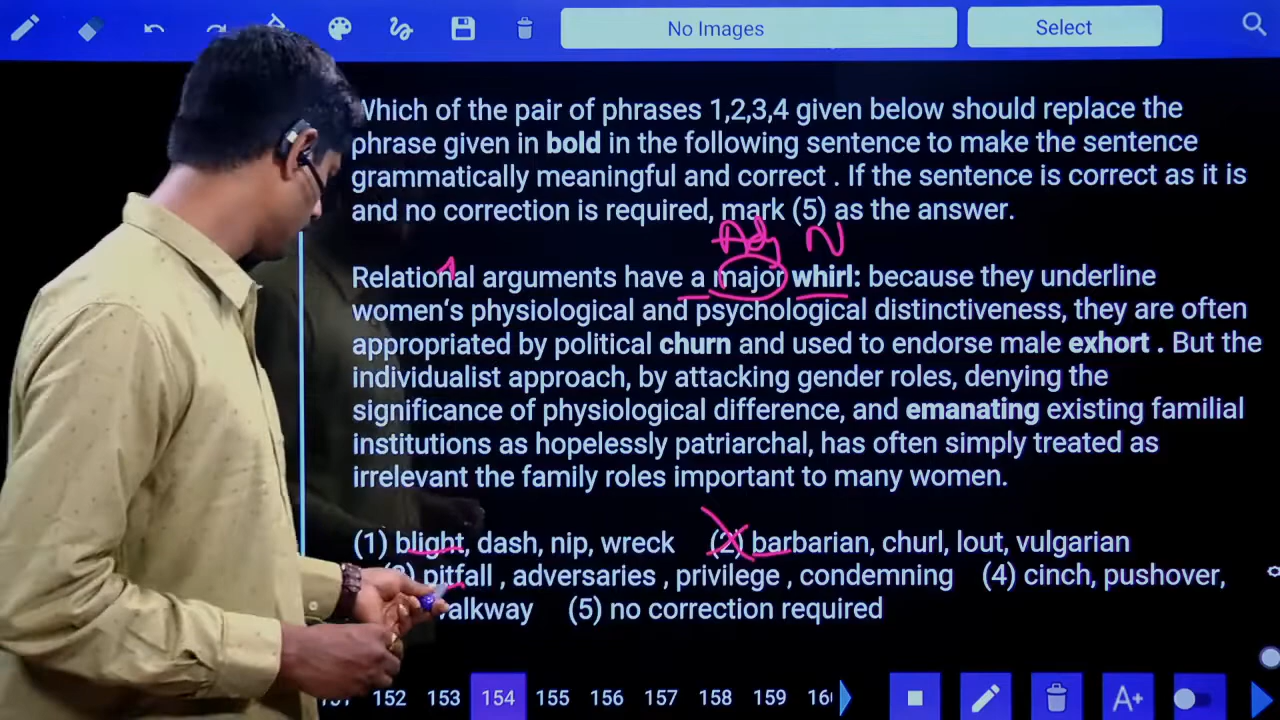 No Images
Select
Which of the pair of phrases 1,2,3,4 given below should replace the
phrase given in bold in the following sentence to make the sentence
grammatically meaningful and correct . If the sentence is correct as it is
and no correction is required, mark (5) as the answer.
Adj N
Relational arguments have a major whirl: because they underline
women‘s physiological and psychological distinctiveness, they are often
appropriated by political churn and used to endorse male exhort . But the
individualist approach, by attacking gender roles, denying the
significance of physiological difference, and emanating existing familial
institutions as hopelessly patriarchal, has often simply treated as
irrelevant the family roles important to many women.
(1) blight, dash, nip, wreck (2) barbarian, churl, lout, vulgarian
pitfall , adversaries , privilege , condemning (4) cinch, pushover,
(5) no correction required
152 153 154 155 156 157 158 159
A+